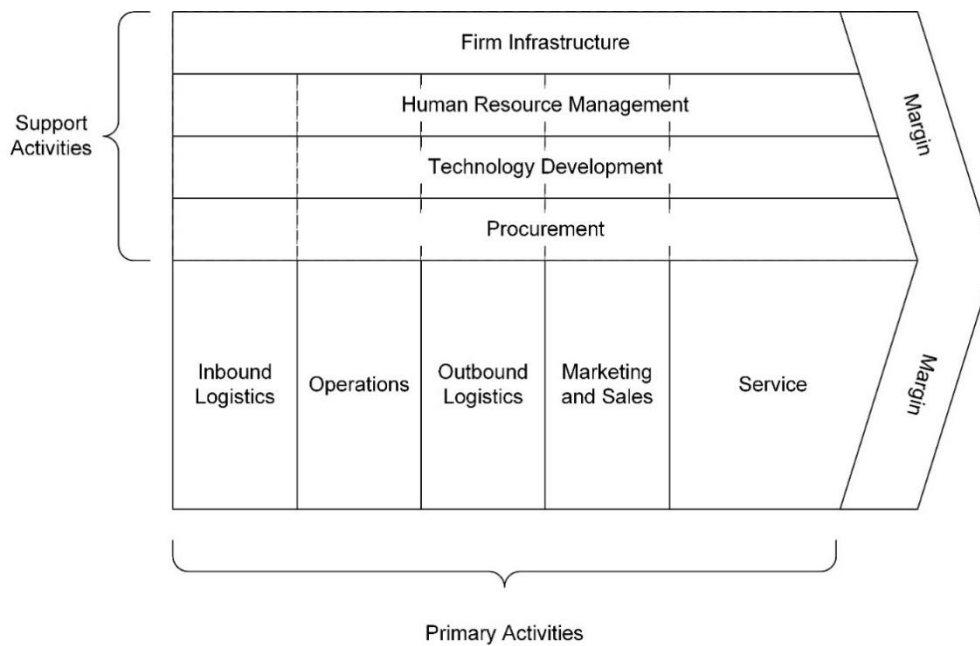 Firm Infrastructure
Human Resource Management
Technology Development
Procurement
Support
Activities
Margin
Inbound
Logistics
Operations
Outbound
Logistics
Marketing
and Sales
Service
Margin
Primary Activities